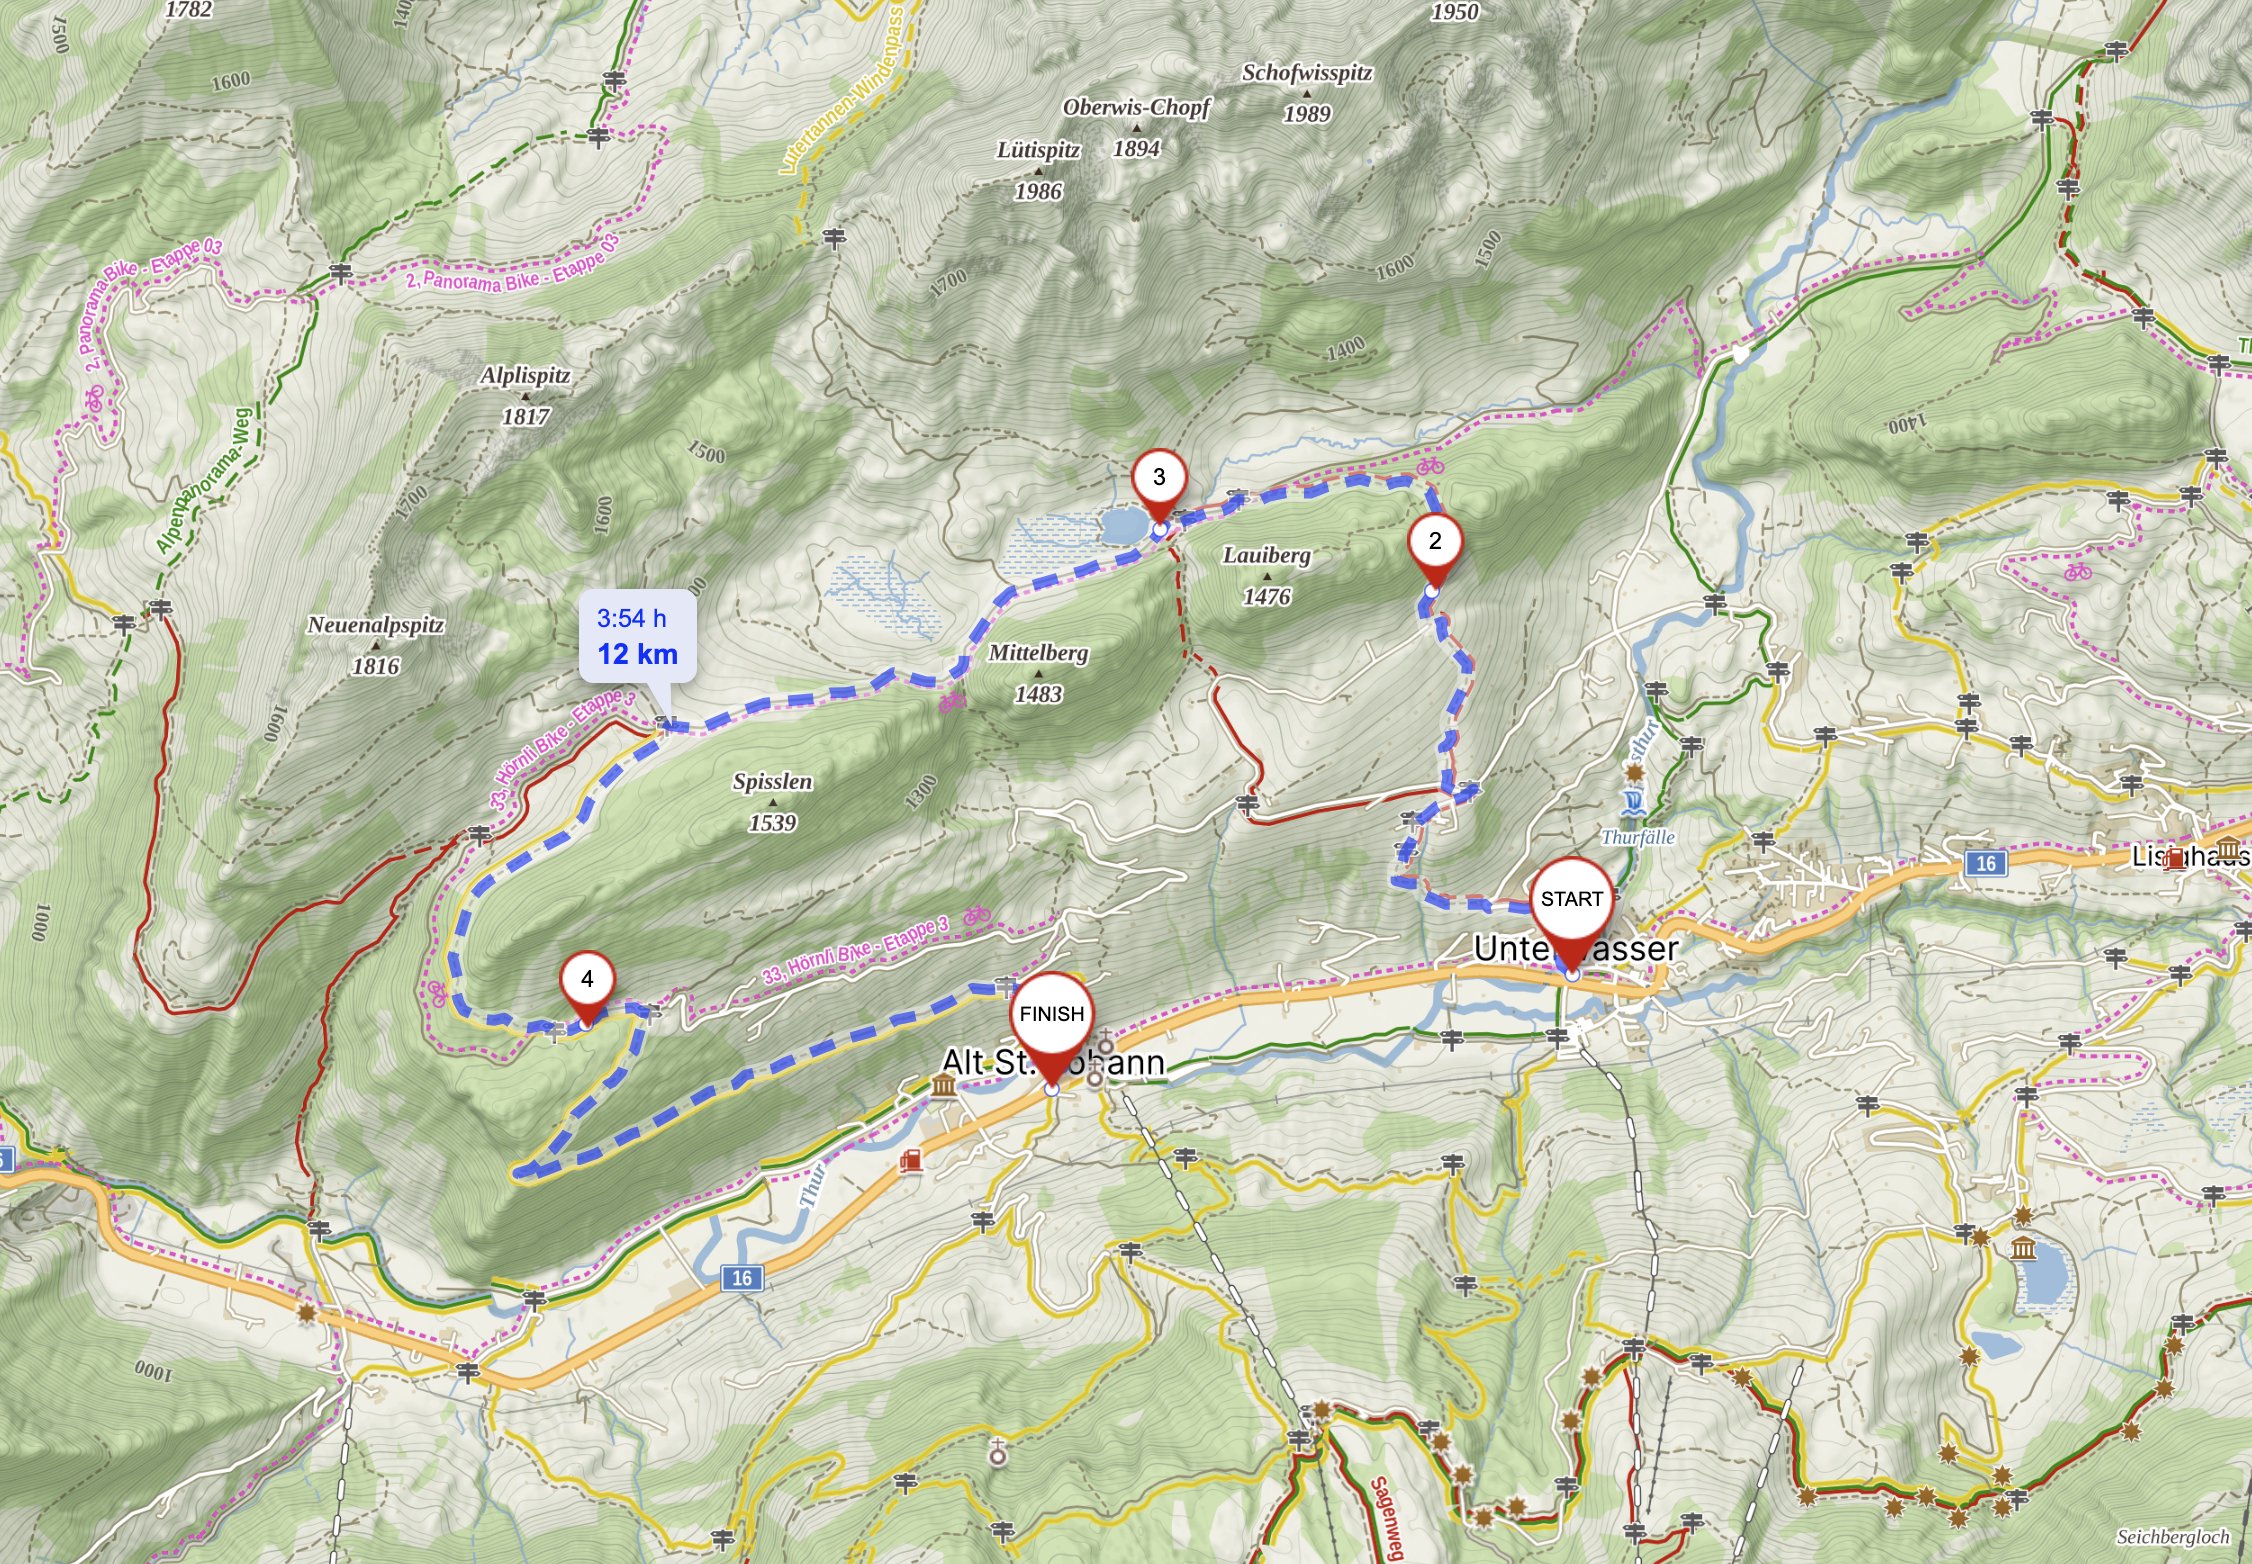 1782
1950
1500
1400
1600
Lutertannen-Windenpass
Schofwisspitz
1989
Oberwis-Chopf
1894
Lütispitz
1986
2, Panorama Bike - Etappe 03
2, Panorama Bike - Etappe 03
1700
1600
1500
1400
Alplispitz
1817
1400
Alpenpanorama-Weg
1500
1700
1600
3
2
Lauiberg
1476
Neuenalpspitz
1816
3:54 h
12 km
Mittelberg
1483
1600
33, Hörnli Bike - Etappe 3
Spisslen
1539
1300
Thurfälle
16
START
Unterwasser
1000
33, Hörnli Bike - Etappe 3
4
FINISH
Alt St. Johann
Thur
16
1000
Sagenweg
Seichbergloch